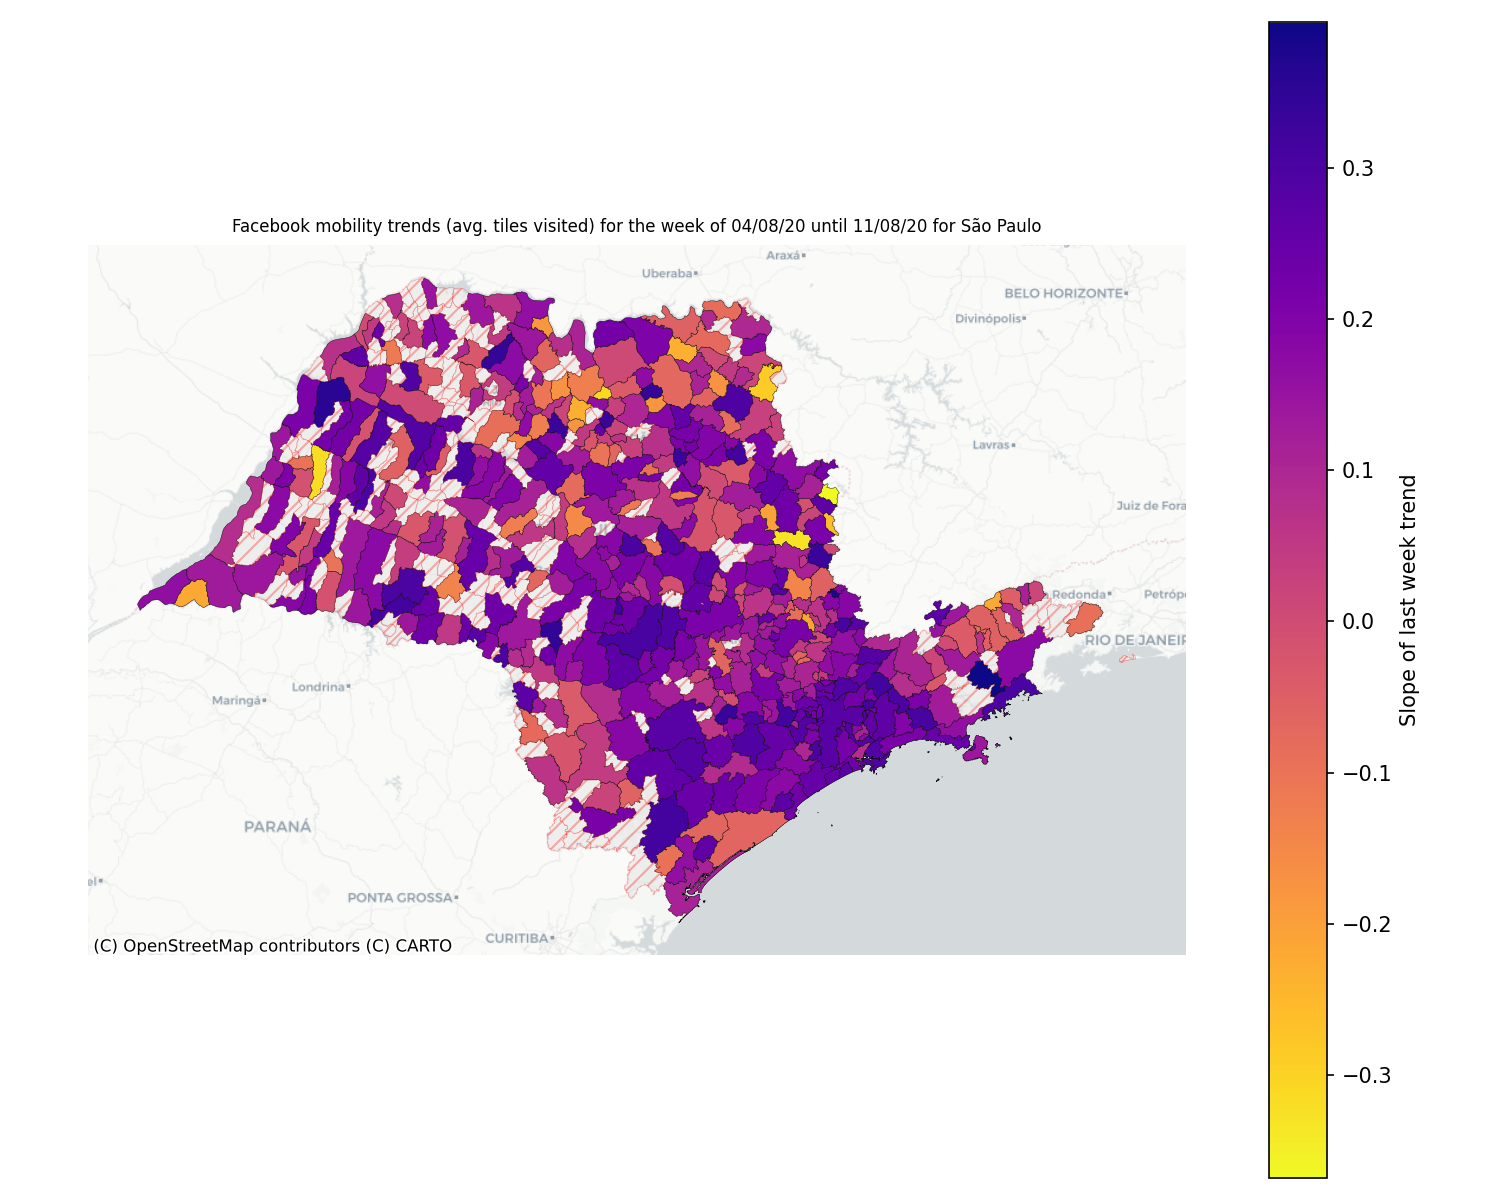 Facebook mobility trends (avg. tiles visited) for the week of 04/08/20 until 11/08/20 for São Paulo
Araxá
Uberaba
BELO HORIZONTE
Divinópolis
Lavras
Juiz de Fora
Redonda
Petróp
RIO DE JANEIR
Londrina
Maringá
PARANÁ
el
PONTA GROSSA
CURITIBA
(C) OpenStreetMap contributors (C) CARTO
0.3
0.2
0.1
0.0
−0.1
−0.2
−0.3
Slope of last week trend